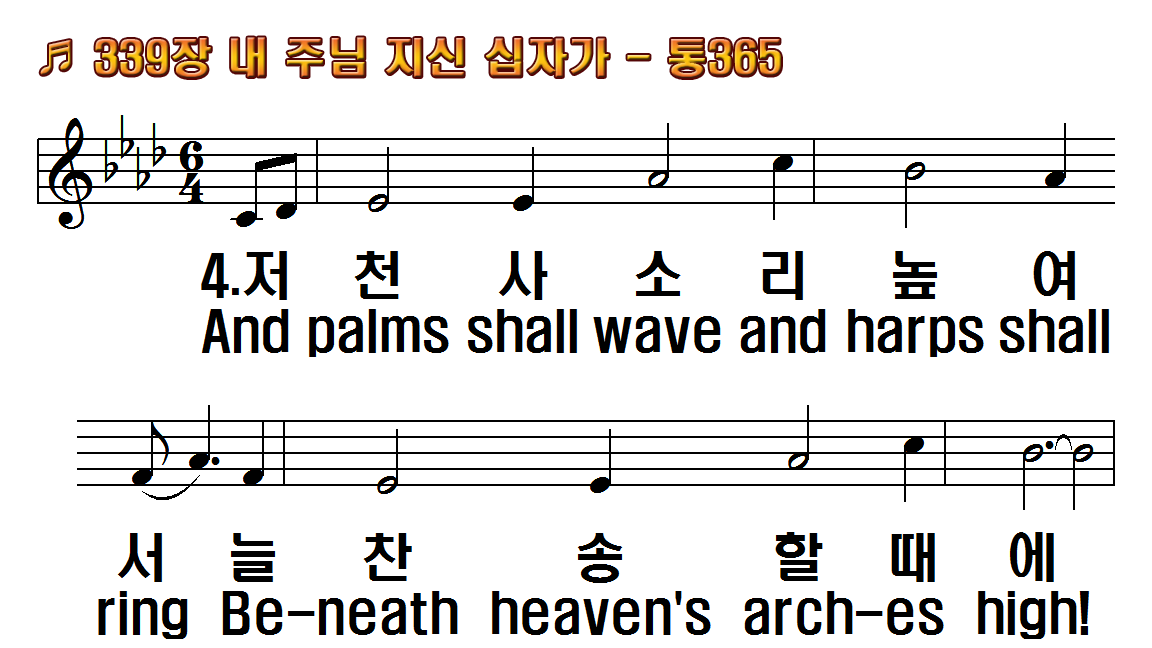 ♬ 339장 내 주님 지신 십자가 - 통365
6
4
4.저 천 사 소 리 높 여
And palms shall wave and harps shall
서 늘 찬 송 할 때 에
ring Be-neath heaven's arch-es high!